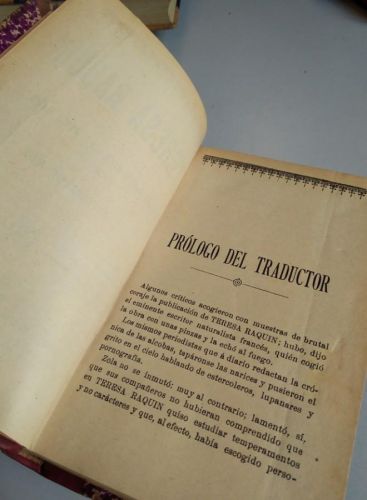 PRÓLOGO DEL TRADUCTOR
Algunos críticos acogieron con muestras de brutal
coraje la publicación de TERESA RAQUIN; hubo, dijo
el eminente escritor naturalista francés, quién cogió
la obra con unas pinzas y la echó al fuego.
Los mismos periodistas que á diario redactan la cró-
nica de las alcobas, tapáronse las narices y pusieron el
grito en el cielo hablando de estercoleros, lupanares y
pornografía.
Zola no se inmutó; muy al contrario; lamentó, sí,
que sus compañeros no hubieran comprendido que
en TERESA RAQUIN quiso estudiar temperamentos
y no carácteres y que, al efecto, había escogido perso-